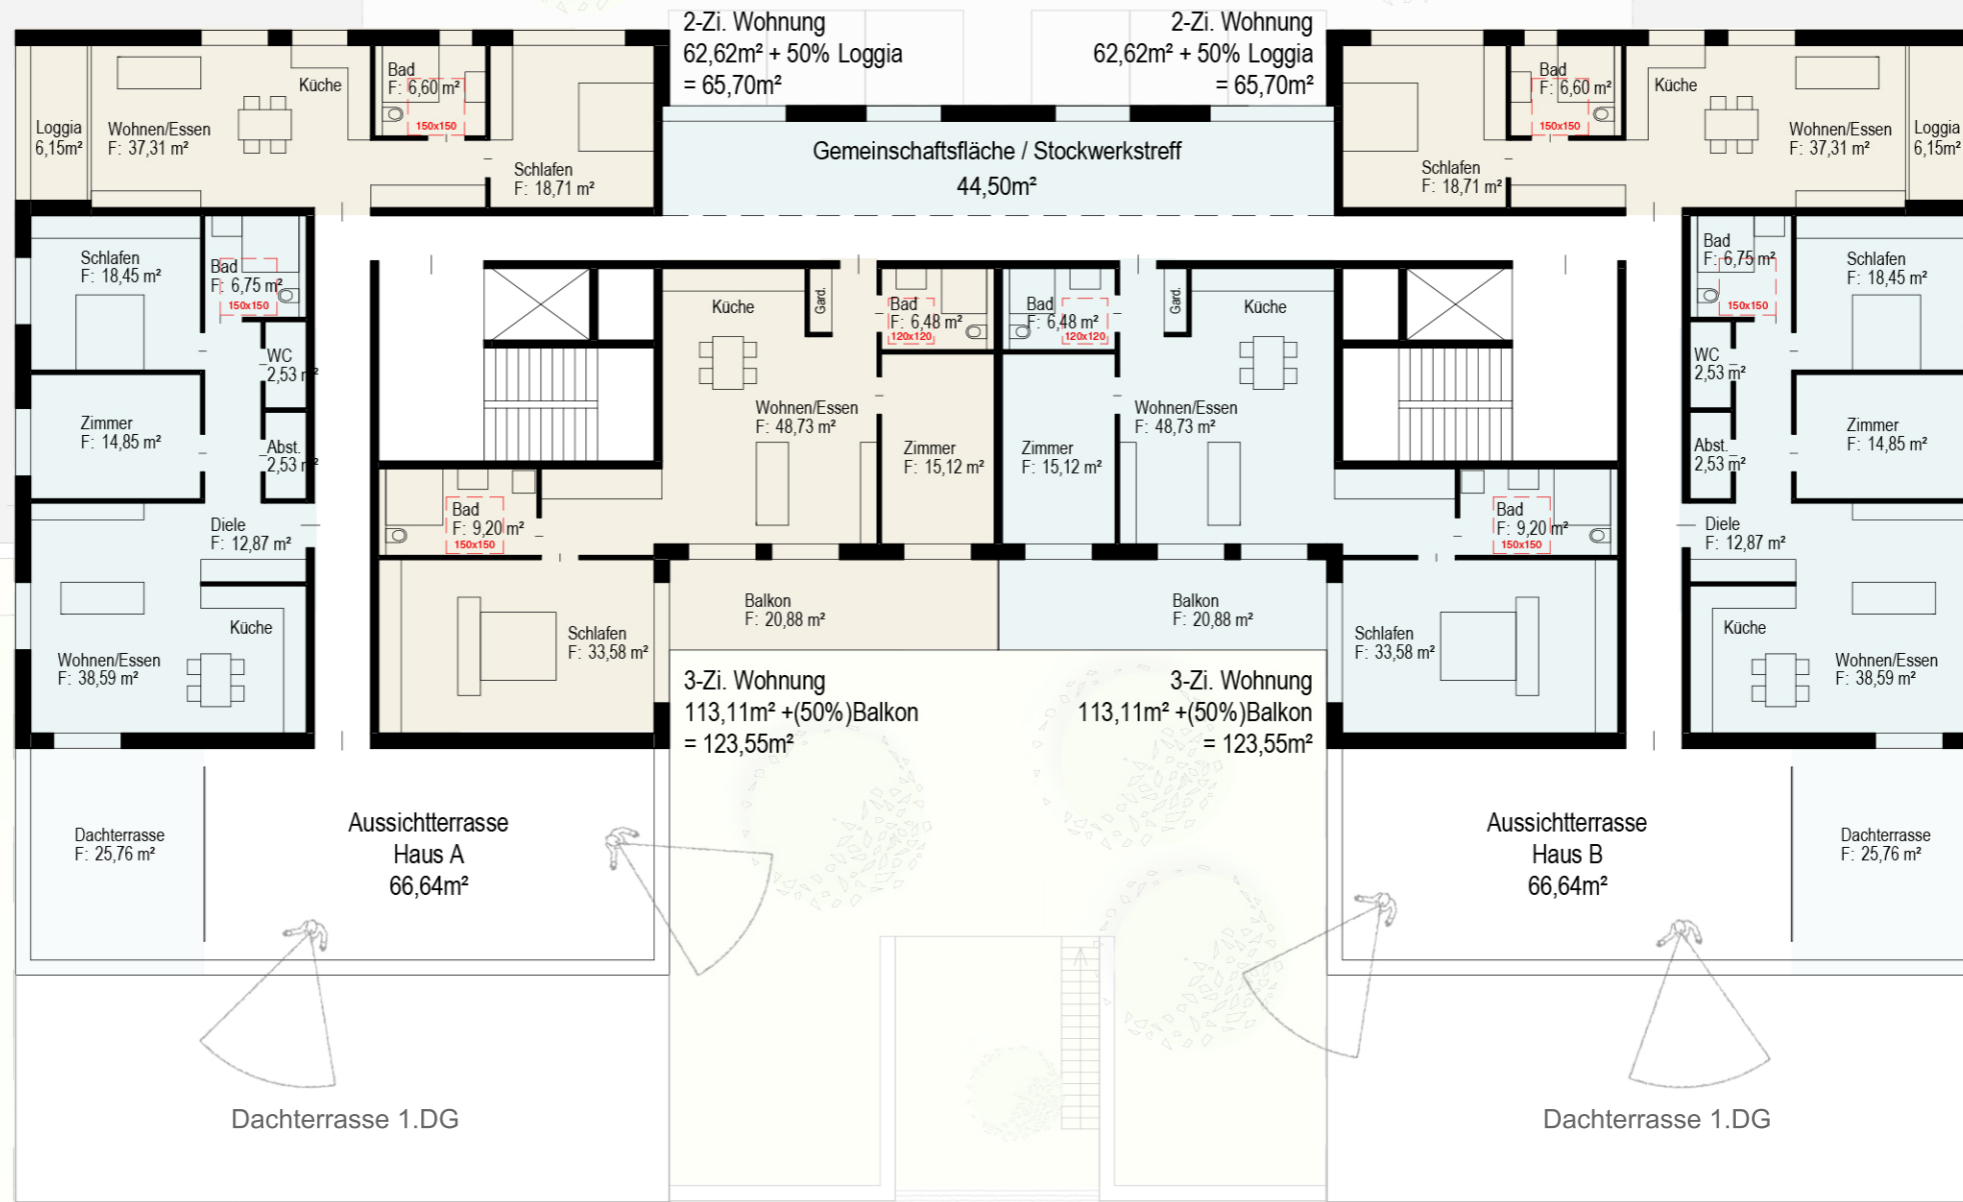 2-Zi. Wohnung
62,62m² + 50% Loggia
= 65,70m²
2-Zi. Wohnung
62,62m² + 50% Loggia
= 65,70m²
Loggia
6,15m²
Wohnen/Essen
F: 37,31 m²
Küche
Bad
F: 6,60 m²
150x150
Schlafen
F: 18,71 m²
Gemeinschaftsfläche / Stockwerkstreff
44,50m²
Schlafen
F: 18,71 m²
Bad
F: 6,60 m²
150x150
Küche
Wohnen/Essen
F: 37,31 m²
Loggia
6,15m²
Schlafen
F: 18,45 m²
Bad
F: 6,75 m²
150x150
WC
2,53 m²
Zimmer
F: 14,85 m²
Abst.
2,53 m²
Diele
F: 12,87 m²
Küche
Wohnen/Essen
F: 38,59 m²
Küche
Gard.
Bad
F: 6,48 m²
120x120
Wohnen/Essen
F: 48,73 m²
Zimmer
F: 15,12 m²
Bad
F: 9,20 m²
150x150
Schlafen
F: 33,58 m²
Balkon
F: 20,88 m²
Bad
F: 6,48 m²
120x120
Gard.
Küche
Wohnen/Essen
F: 48,73 m²
Zimmer
F: 15,12 m²
Bad
F: 9,20 m²
150x150
Balkon
F: 20,88 m²
Schlafen
F: 33,58 m²
Bad
F: 6,75 m²
150x150
Schlafen
F: 18,45 m²
WC
2,53 m²
Zimmer
F: 14,85 m²
Abst.
2,53 m²
Diele
F: 12,87 m²
Küche
Wohnen/Essen
F: 38,59 m²
3-Zi. Wohnung
113,11m² +(50%)Balkon
= 123,55m²
3-Zi. Wohnung
113,11m² +(50%)Balkon
= 123,55m²
Dachterrasse
F: 25,76 m²
Aussichtterrasse
Haus A
66,64m²
Aussichtterrasse
Haus B
66,64m²
Dachterrasse
F: 25,76 m²
Dachterrasse 1.DG
Dachterrasse 1.DG